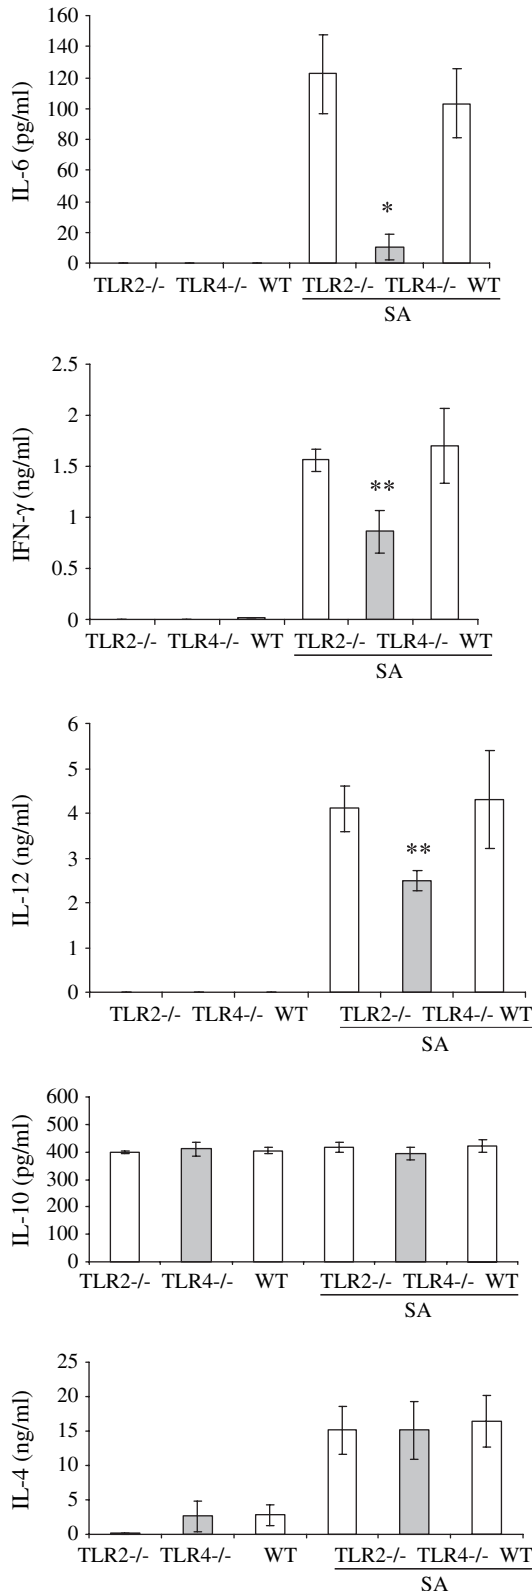 IL-6 (pg/ml)
160
140
120
100
80
60
40
20
0
*
TLR2-/- TLR4-/- WT TLR2-/- TLR4-/- WT
SA
IFN-γ (ng/ml)
2.5
2
1.5
1
0.5
0
**
TLR2-/- TLR4-/- WT TLR2-/- TLR4-/- WT
SA
IL-12 (ng/ml)
6
5
4
3
2
1
0
**
TLR2-/- TLR4-/- WT TLR2-/- TLR4-/- WT
SA
IL-10 (pg/ml)
600
500
400
300
200
100
0
TLR2-/- TLR4-/- WT TLR2-/- TLR4-/- WT
SA
IL-4 (ng/ml)
25
20
15
10
5
0
TLR2-/- TLR4-/- WT TLR2-/- TLR4-/- WT
SA